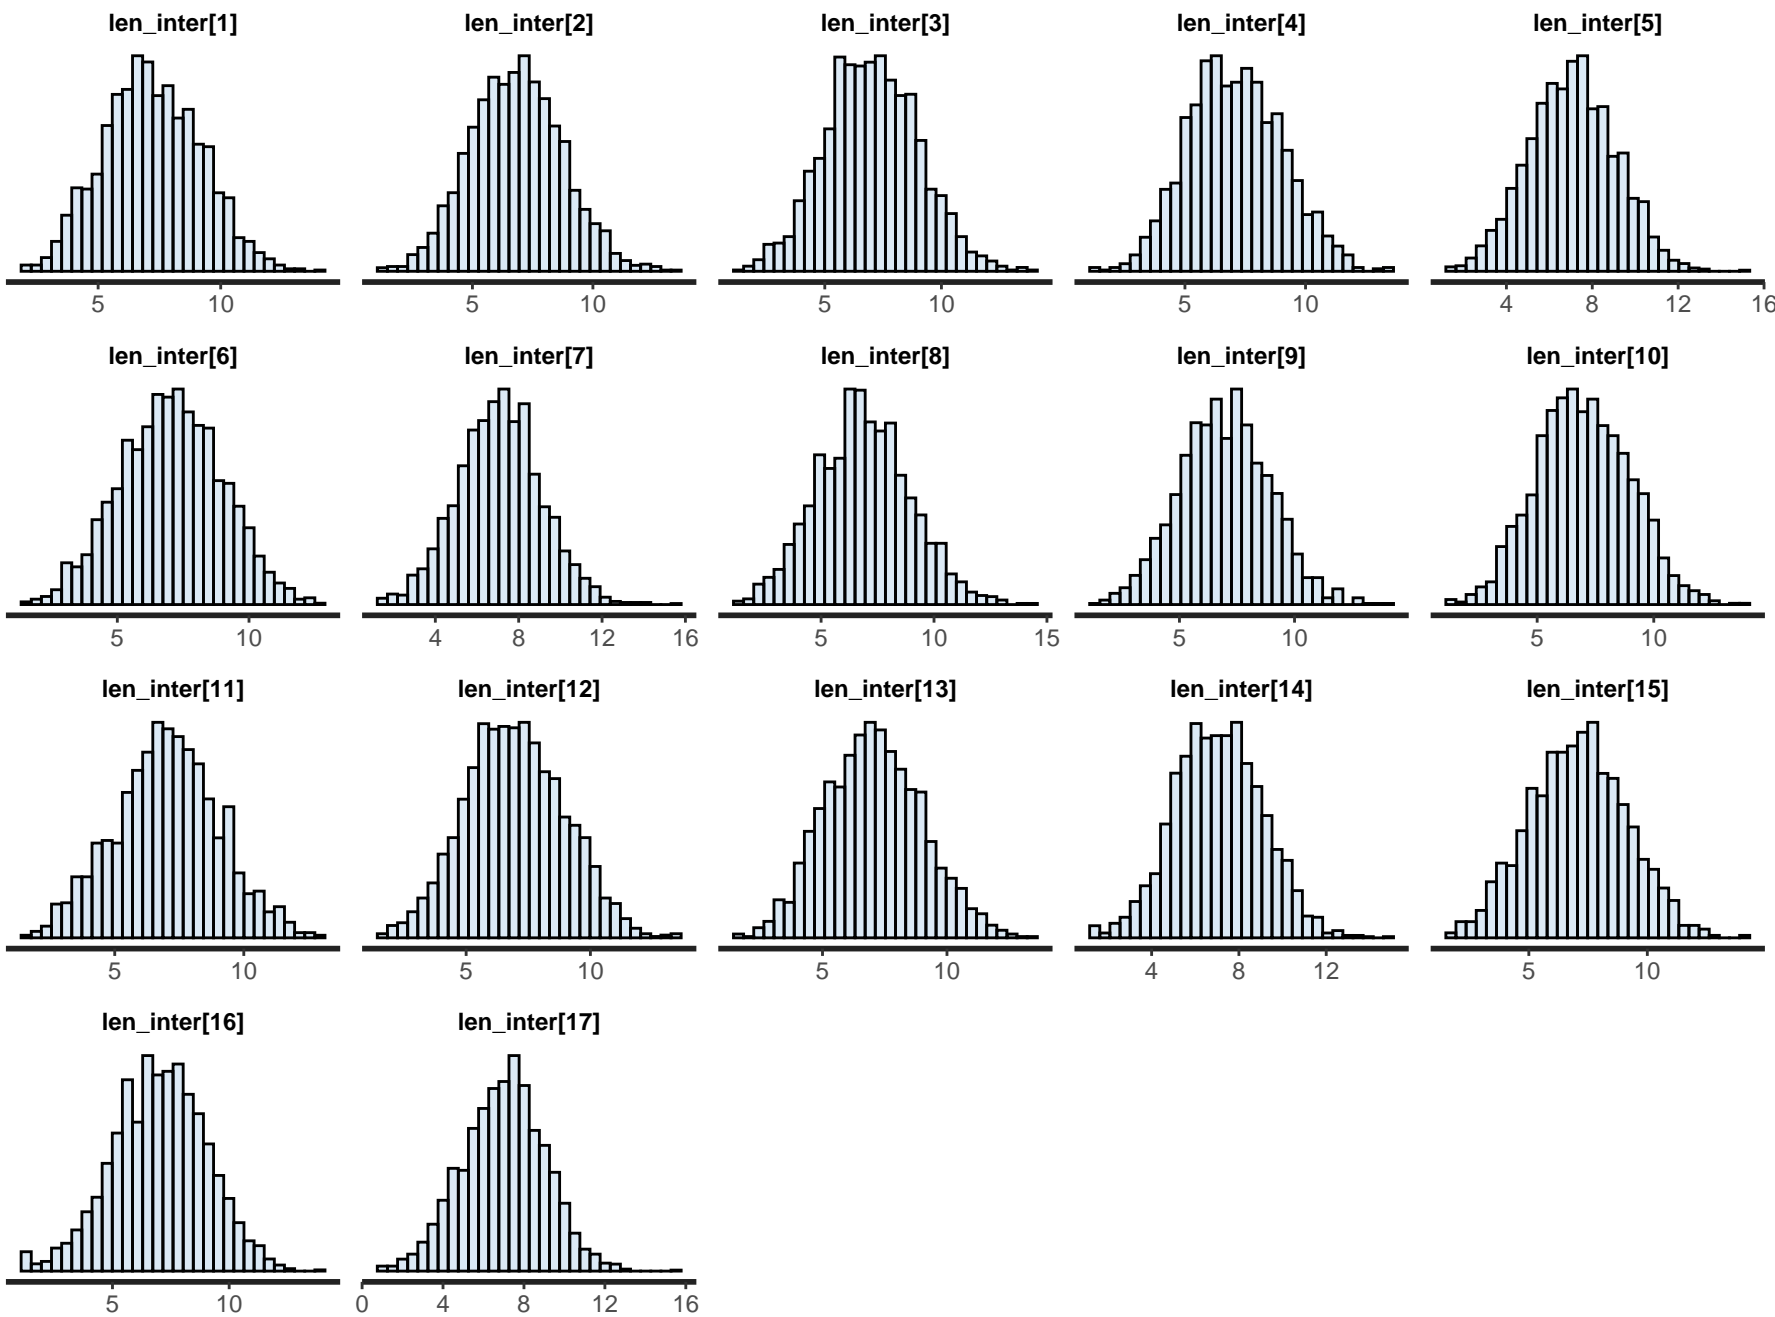 len_inter[1] len_inter[2] len_inter[3] len_inter[4] len_inter[5]
5 10 5 10 5 10 5 10 4 8 12 16
len_inter[6] len_inter[7] len_inter[8] len_inter[9] len_inter[10]
5 10 4 8 12 16 5 10 15 5 10 5 10
len_inter[11] len_inter[12] len_inter[13] len_inter[14] len_inter[15]
5 10 5 10 5 10 4 8 12 5 10
len_inter[16] len_inter[17]
5 10 0 4 8 12 16